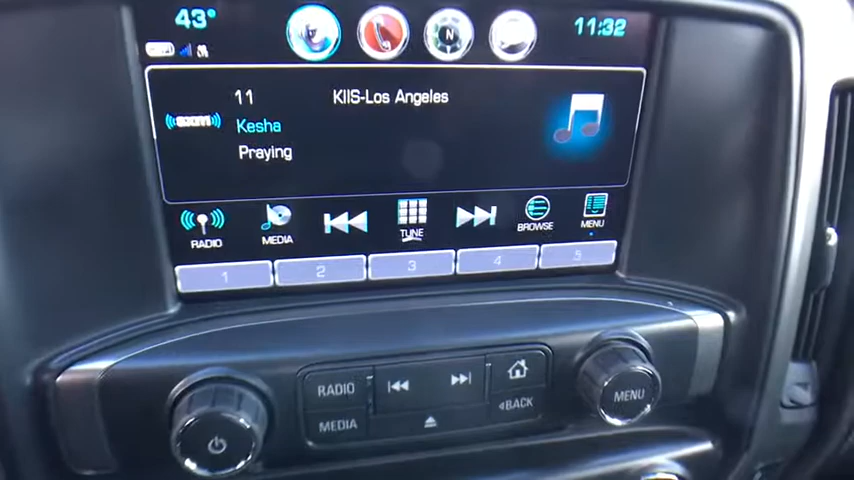 43°
N
11:32
11
KIIS-Los Angeles
((SXM))
Kesha
Praying
RADIO
MEDIA
TUNE
BROWSE
MENU
1
2
3
4
5
RADIO
MEDIA
BACK
MENU